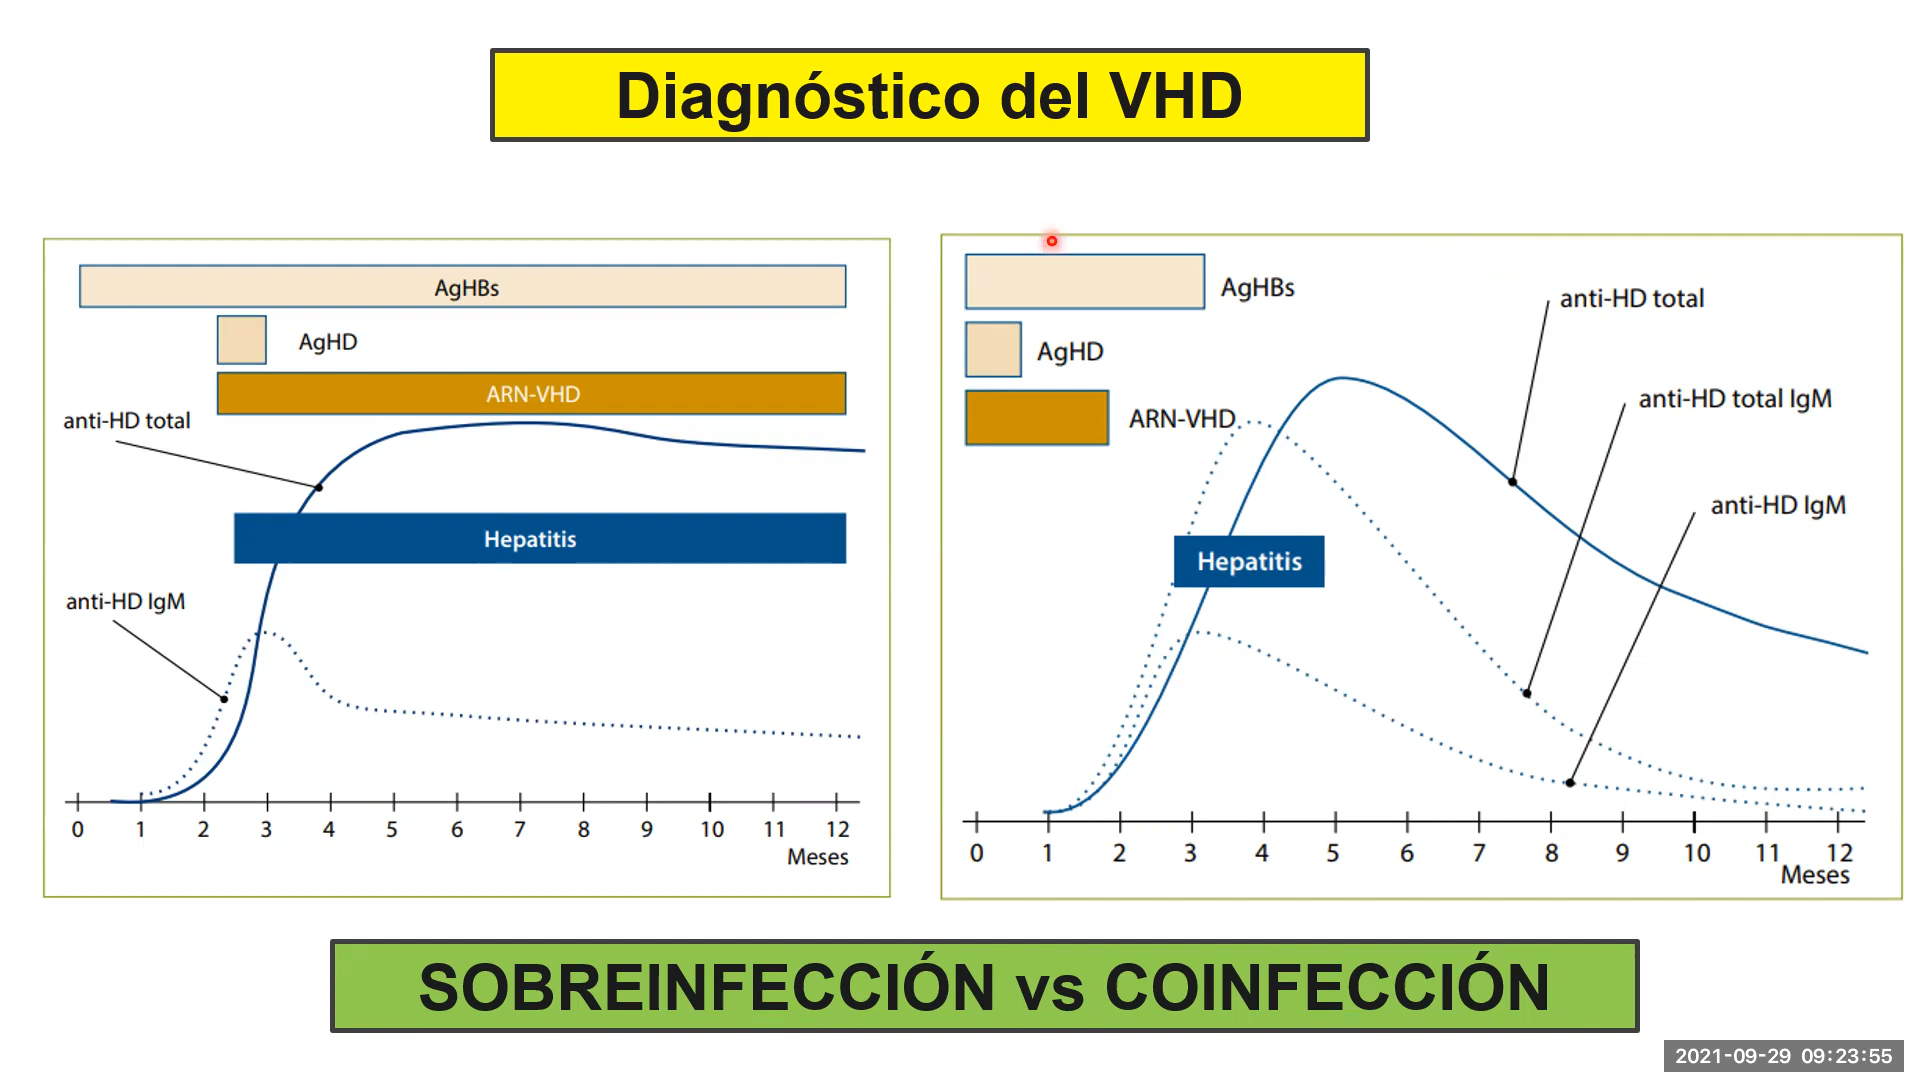 Diagnóstico del VHD
AgHBs
AgHD
ARN-VHD
anti-HD total
Hepatitis
anti-HD IgM
0 1 2 3 4 5 6 7 8 9 10 11 12
Meses
AgHBs
anti-HD total
AgHD
anti-HD total IgM
ARN-VHD
anti-HD IgM
Hepatitis
0 1 2 3 4 5 6 7 8 9 10 11 12
Meses
SOBREINFECCIÓN vs COINFECCIÓN
2021-09-29 09:23:55